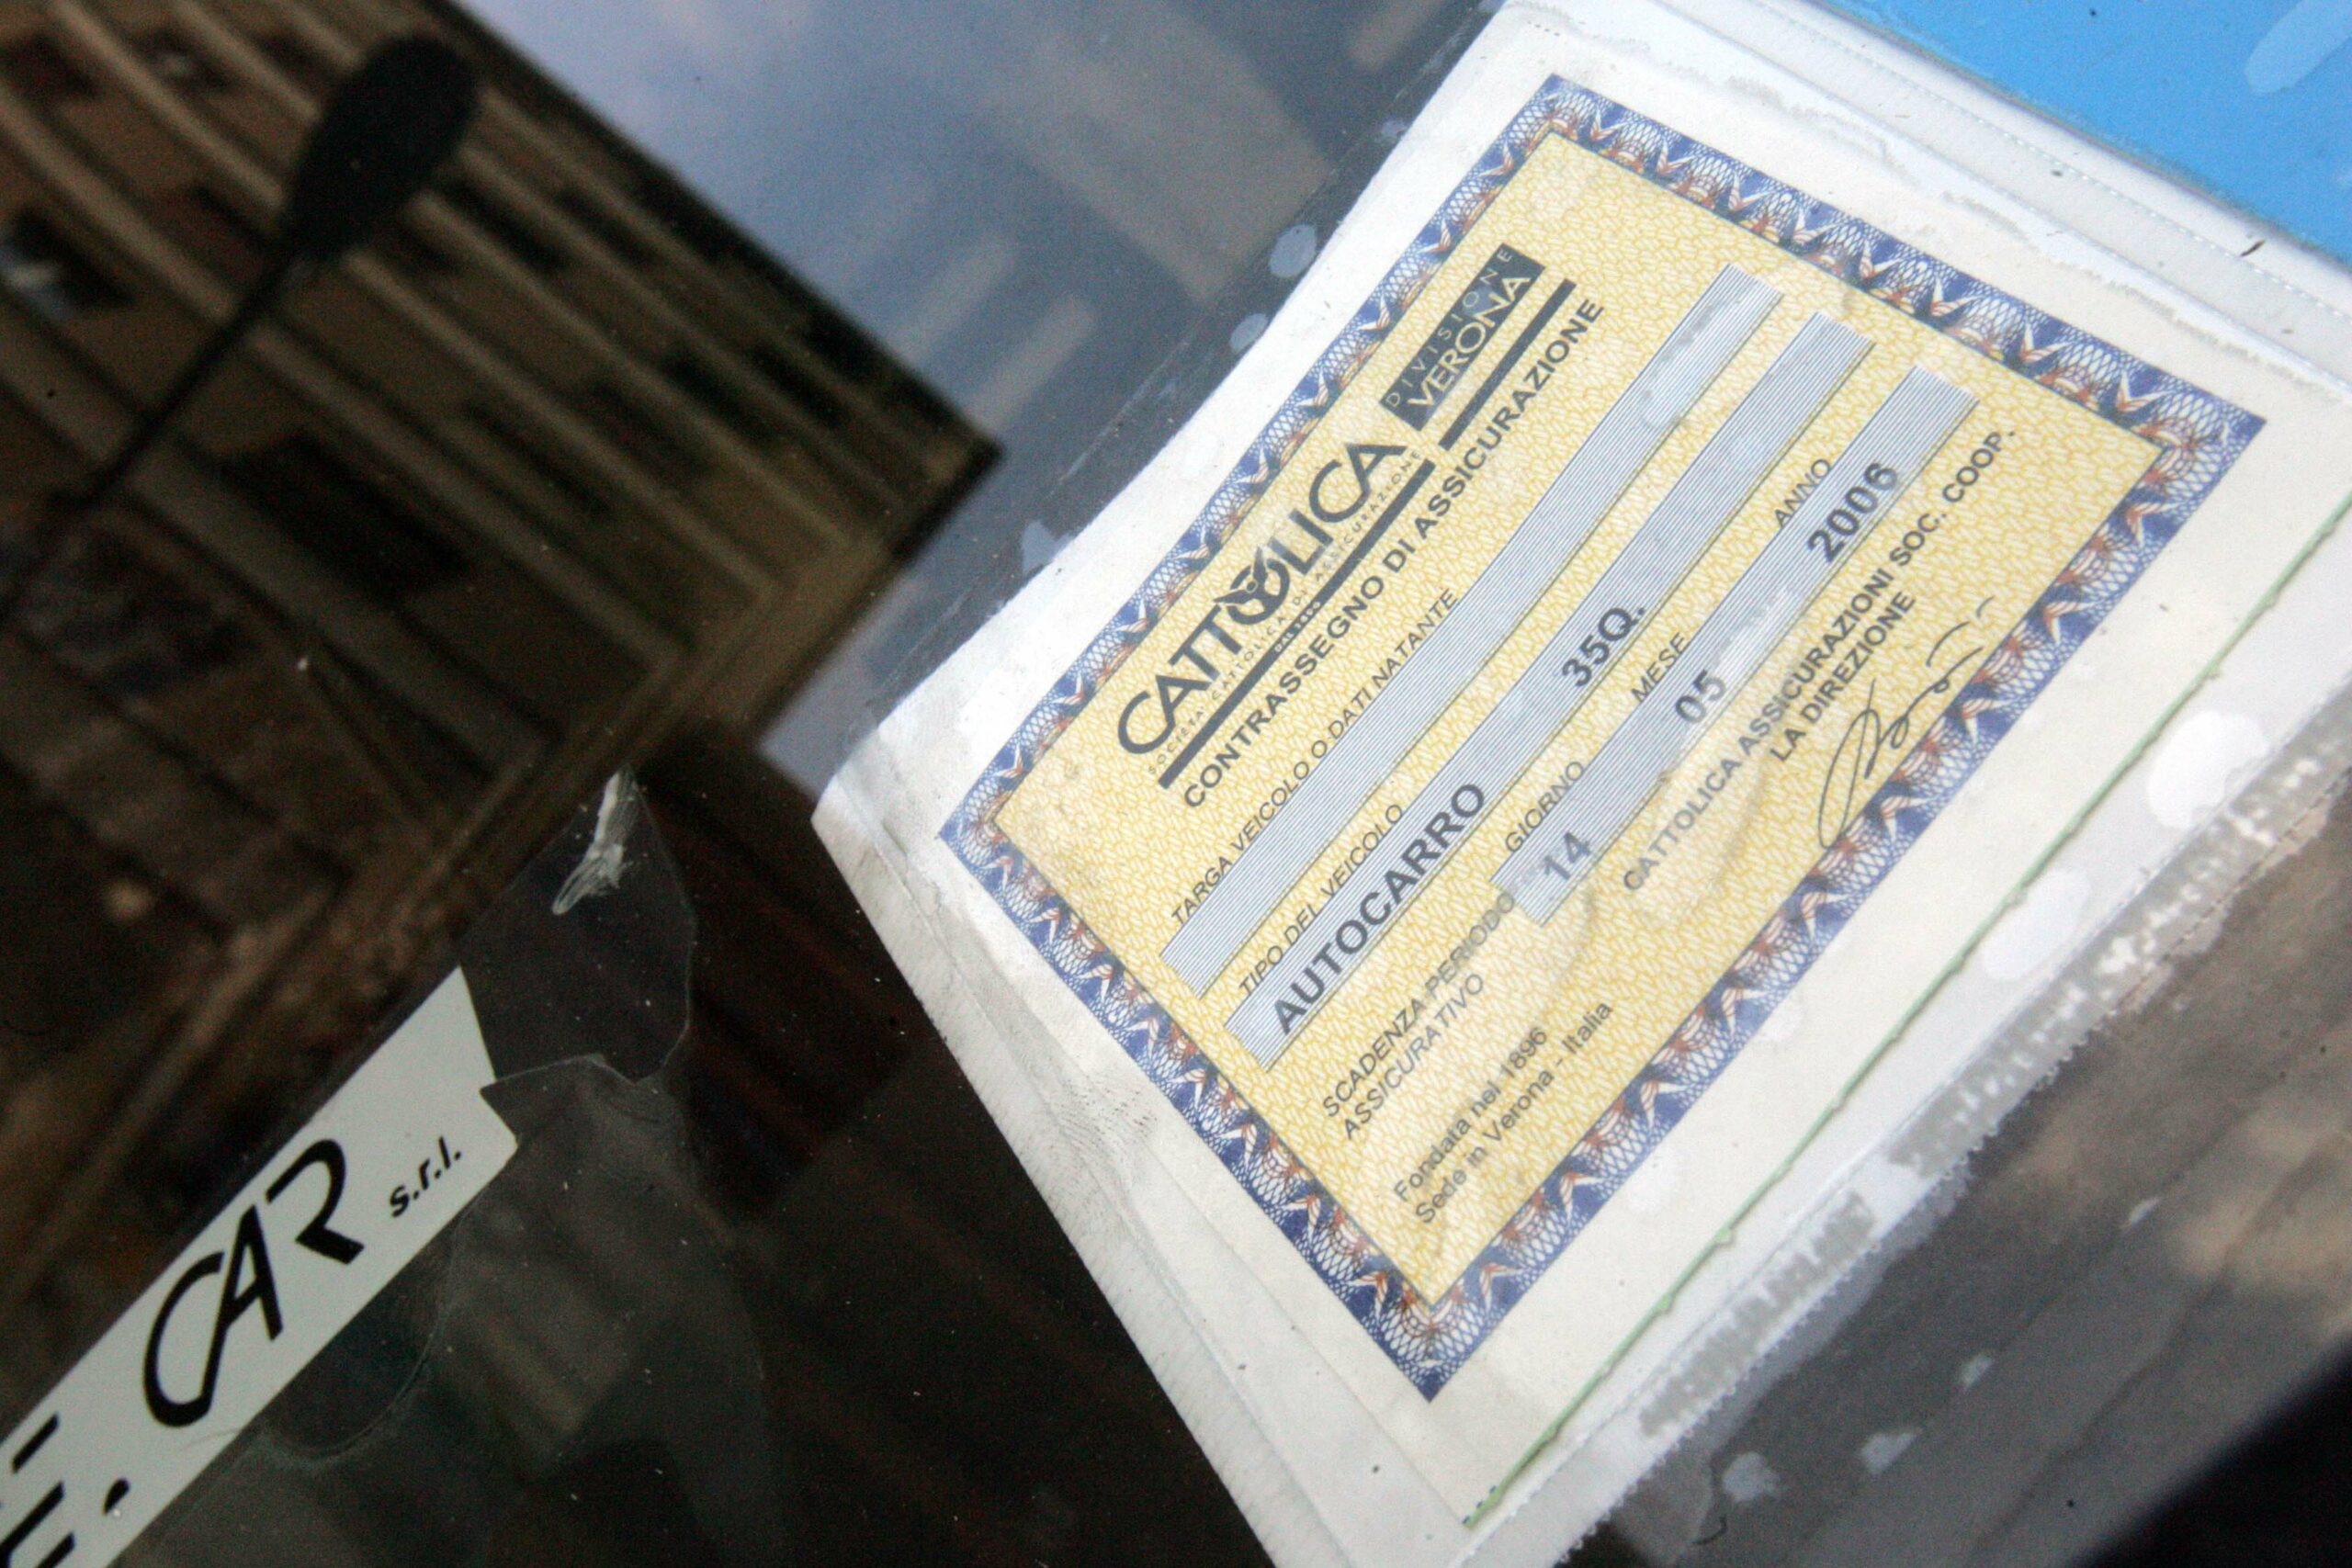 DIVISIONE
CATTOLICA VERONA
SOCIETÀ CATTOLICA DI ASSICURAZIONE
DAL 1896
CONTRASSEGNO DI ASSICURAZIONE
TARGA VEICOLO O DATI NATANTE
TIPO DEL VEICOLO
AUTOCARRO 35Q.
SCADENZA PERIODO
ASSICURATIVO
GIORNO MESE ANNO
14 05 2006
CATTOLICA ASSICURAZIONI SOC. COOP.
LA DIREZIONE
Fondata nel 1896
Sede in Verona - Italia
CAR s.r.l.